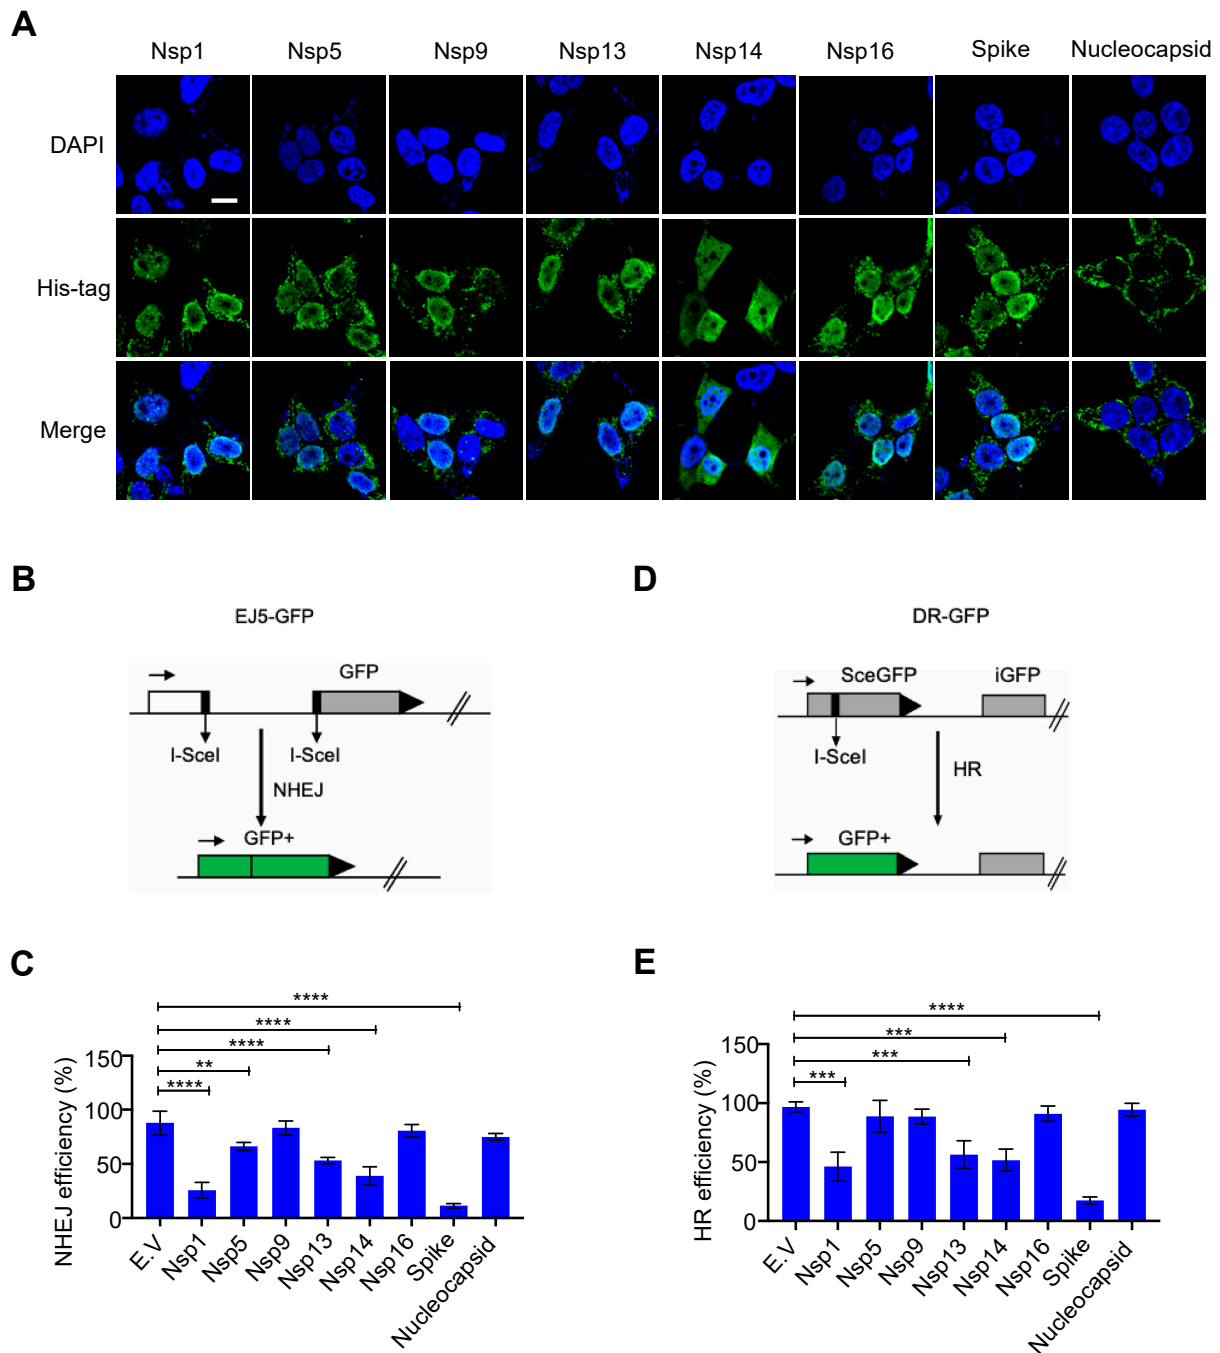 A
Nsp1 Nsp5 Nsp9 Nsp13 Nsp14 Nsp16 Spike Nucleocapsid
DAPI
His-tag
Merge
B
EJ5-GFP
GFP
I-SceI I-SceI
NHEJ
GFP+
D
DR-GFP
SceGFP iGFP
I-SceI
HR
GFP+
C
****
****
****
**
****
NHEJ efficiency (%)
150
100
50
0
E.V Nsp1 Nsp5 Nsp9 Nsp13 Nsp14 Nsp16 Spike Nucleocapsid
E
****
***
***
***
HR efficiency (%)
150
100
50
0
E.V Nsp1 Nsp5 Nsp9 Nsp13 Nsp14 Nsp16 Spike Nucleocapsid